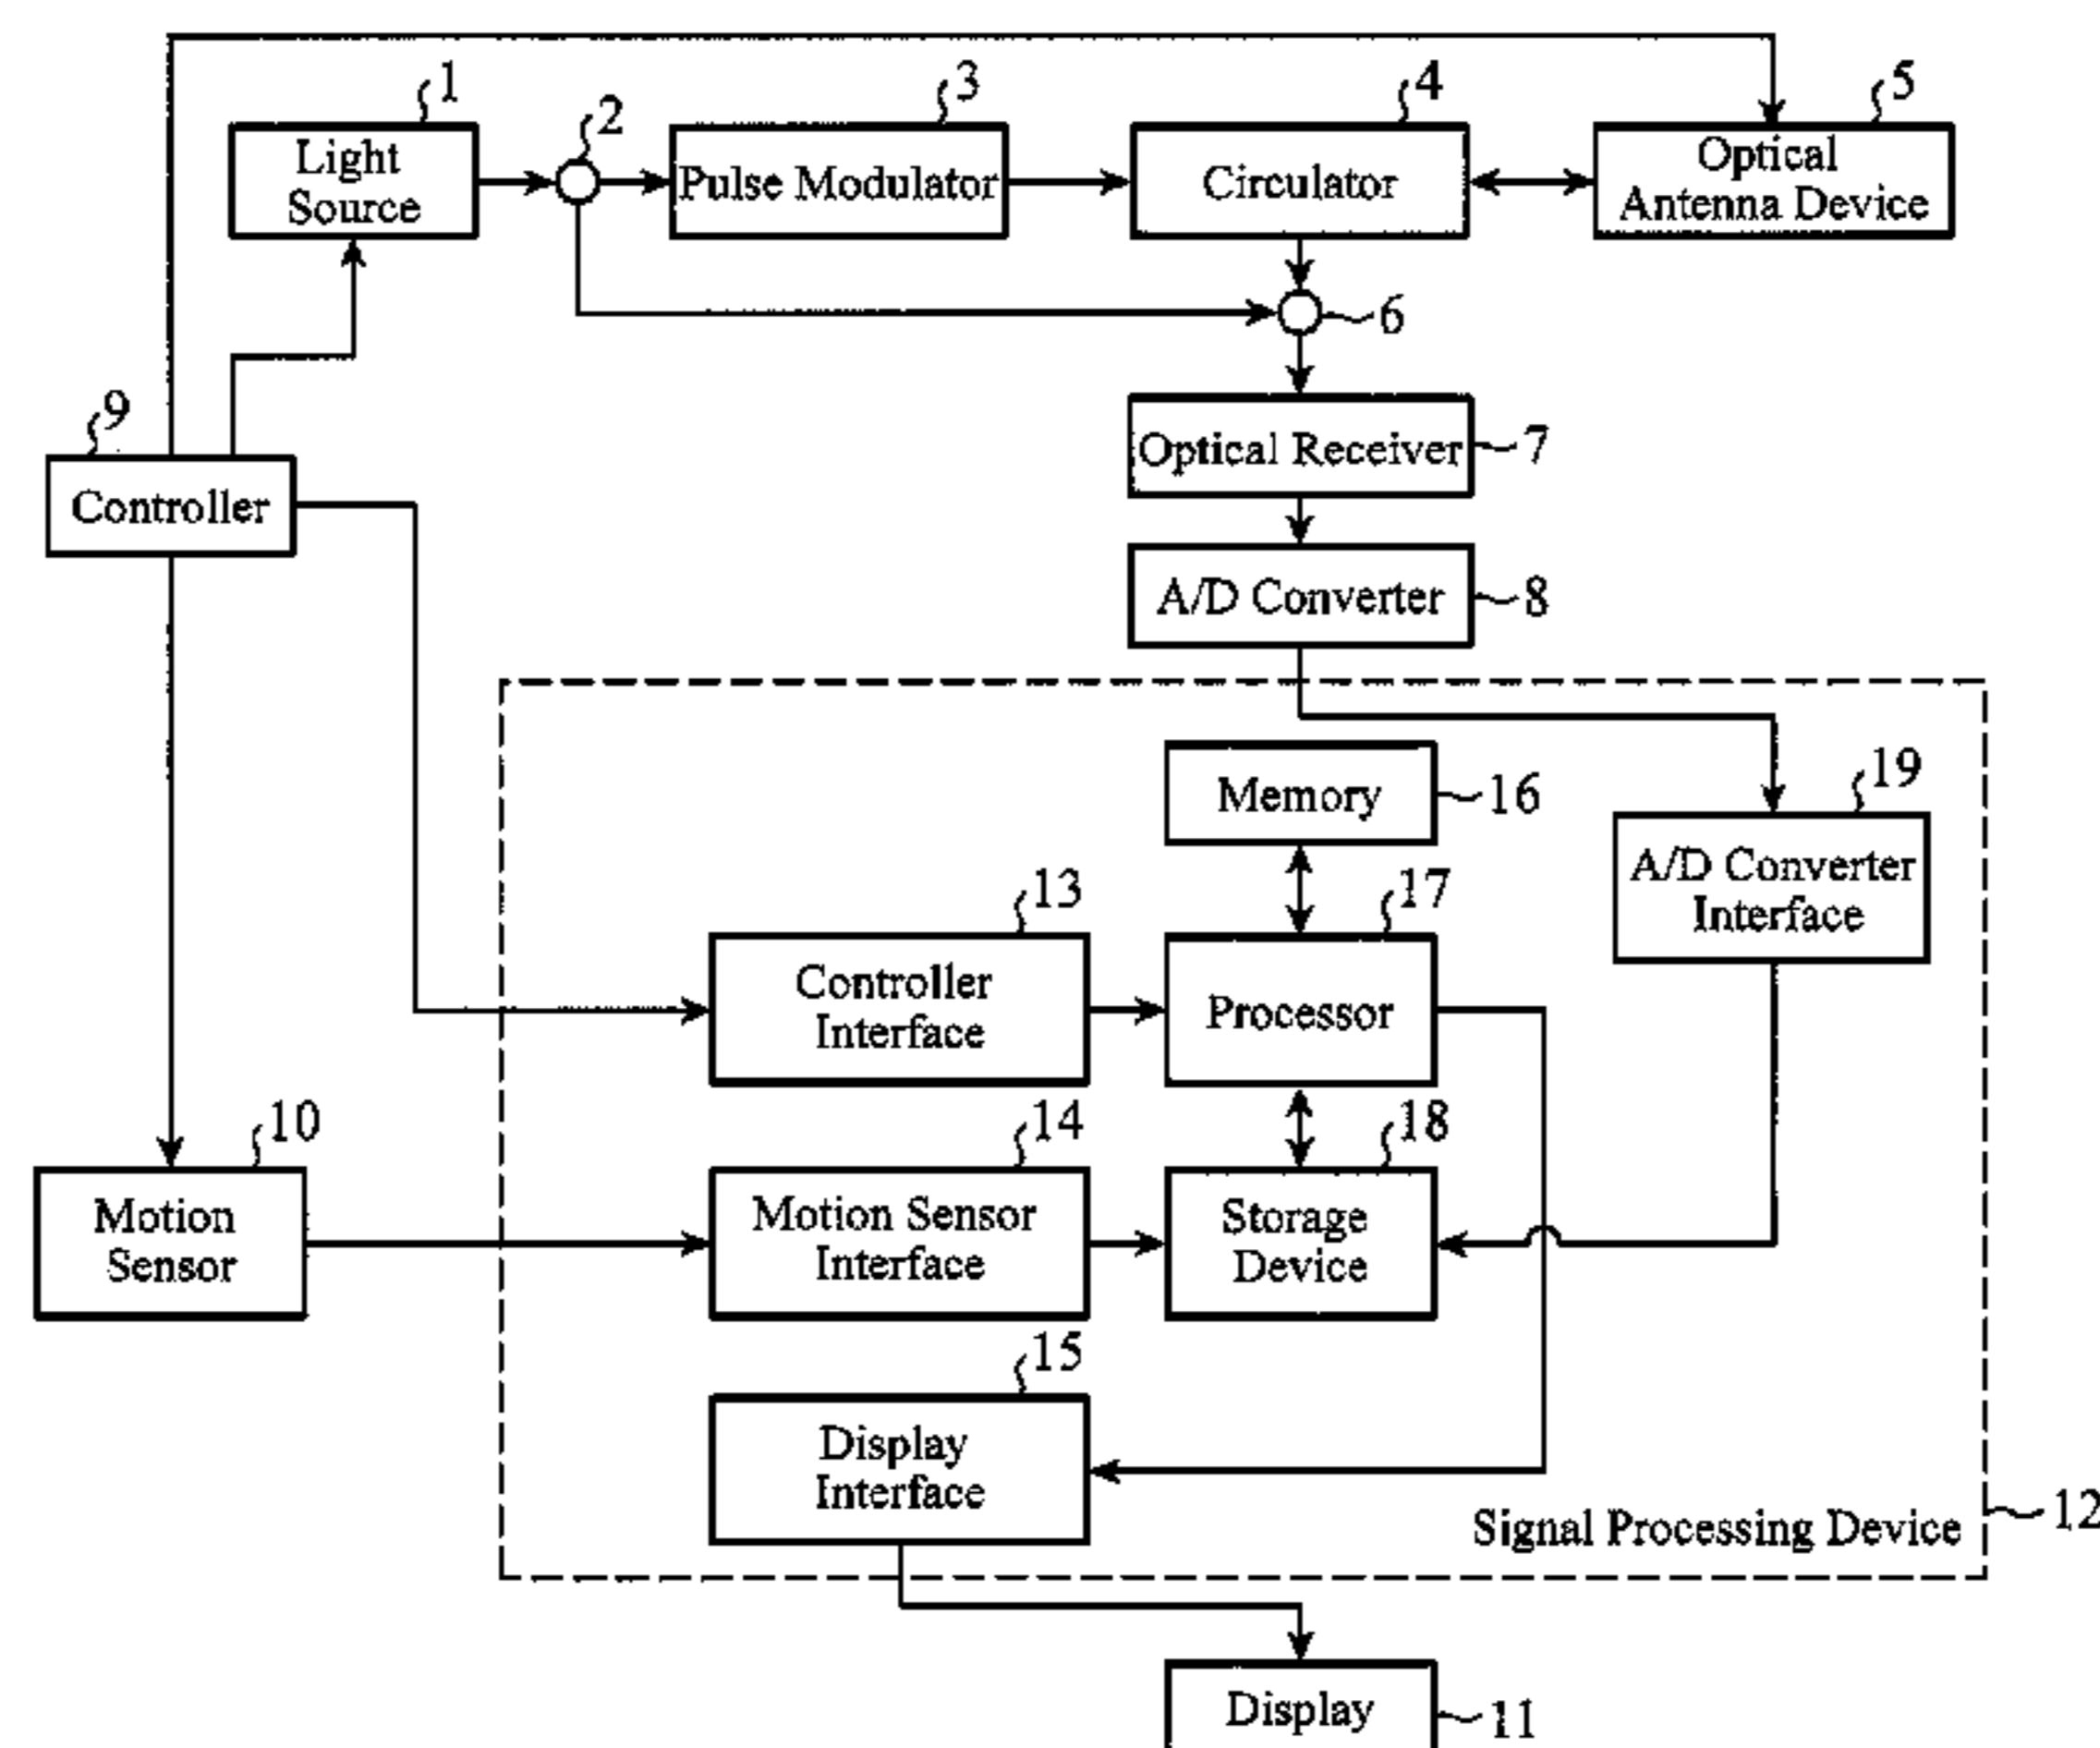 1
2
3
4
5
Light
Source
Pulse Modulator
Circulator
Optical
Antenna Device
6
9
Controller
Optical Receiver
7
A/D Converter
8
Memory
16
19
A/D Converter
Interface
13
17
Controller
Interface
Processor
10
14
18
Motion
Sensor
Motion Sensor
Interface
Storage
Device
15
Display
Interface
Signal Processing Device
12
Display
11